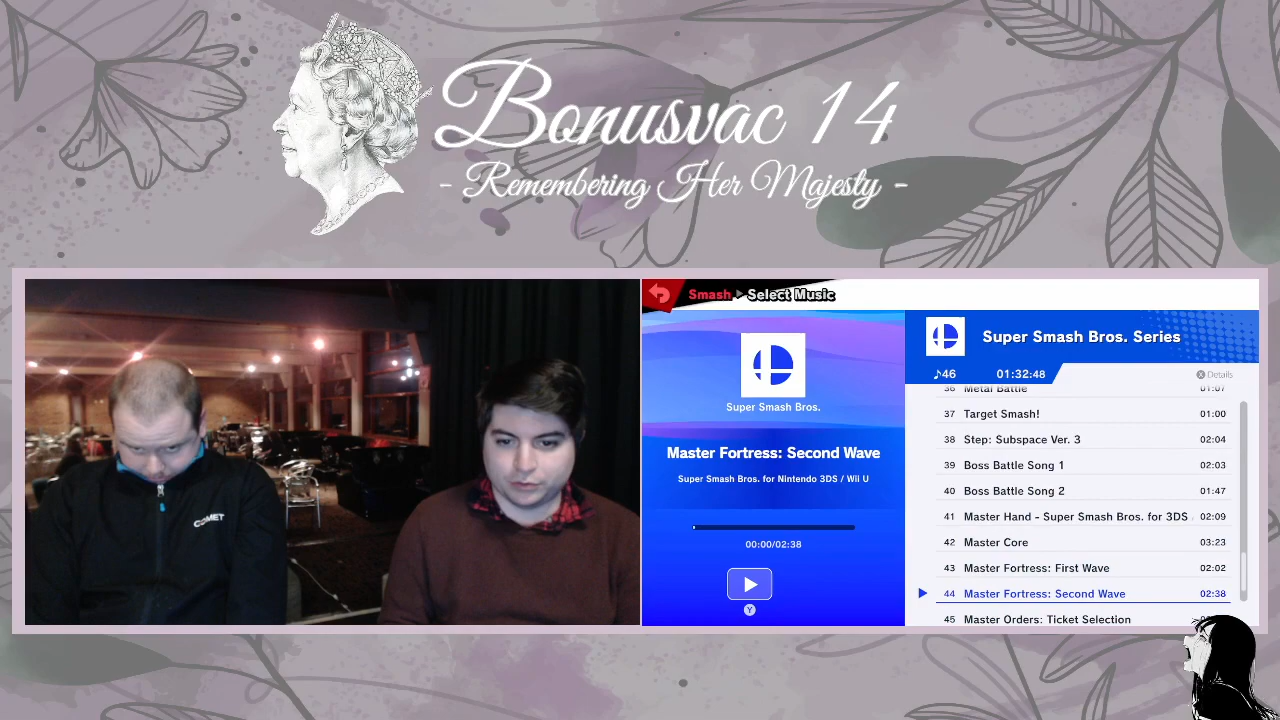 Bonusvac 14
- Remembering Her Majesty -
Smash ▶ Select Music
Super Smash Bros.
Master Fortress: Second Wave
Super Smash Bros. for Nintendo 3DS / Wii U
00:00/02:38
Y
Super Smash Bros. Series
♪46 01:32:48 X Details
36 Metal Battle 01:07
37 Target Smash! 01:00
38 Step: Subspace Ver. 3 02:04
39 Boss Battle Song 1 02:03
40 Boss Battle Song 2 01:47
41 Master Hand - Super Smash Bros. for 3DS 02:09
42 Master Core 03:23
43 Master Fortress: First Wave 02:02
44 Master Fortress: Second Wave 02:38
45 Master Orders: Ticket Selection
COMET